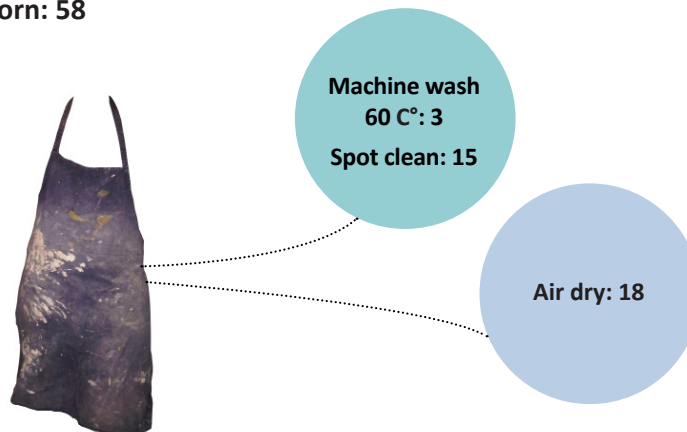 orn: 58
Machine wash
60 C°: 3
Spot clean: 15
Air dry: 18